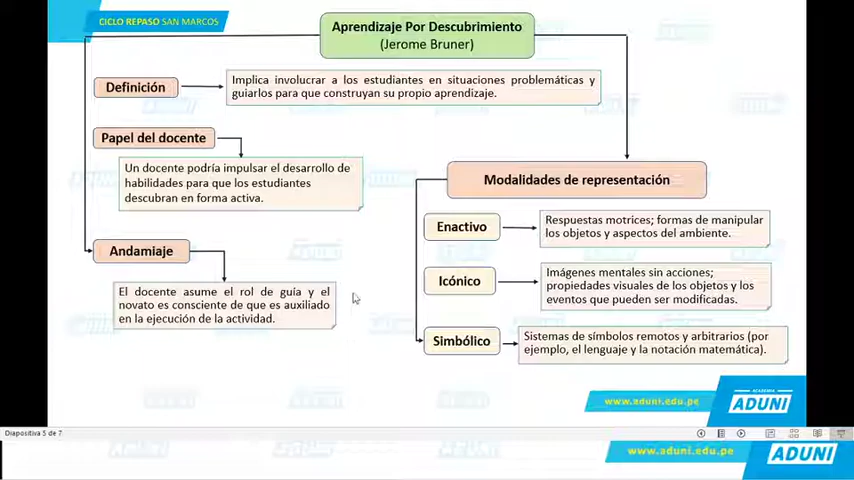 CICLO REPASO SAN MARCOS
Aprendizaje Por Descubrimiento
(Jerome Bruner)
Definición
Implica involucrar a los estudiantes en situaciones problemáticas y
guiarlos para que construyan su propio aprendizaje.
Papel del docente
Un docente podría impulsar el desarrollo de
habilidades para que los estudiantes
descubran en forma activa.
Andamiaje
El docente asume el rol de guía y el
novato es consciente de que es auxiliado
en la ejecución de la actividad.
Modalidades de representación
Enactivo
Respuestas motrices; formas de manipular
los objetos y aspectos del ambiente.
Icónico
Imágenes mentales sin acciones;
propiedades visuales de los objetos y los
eventos que pueden ser modificadas.
Simbólico
Sistemas de símbolos remotos y arbitrarios (por
ejemplo, el lenguaje y la notación matemática).
www.aduni.edu.pe
ACADEMIA
ADUNI
Diapositiva 5 de 7
www.aduni.edu.pe
ADUNI